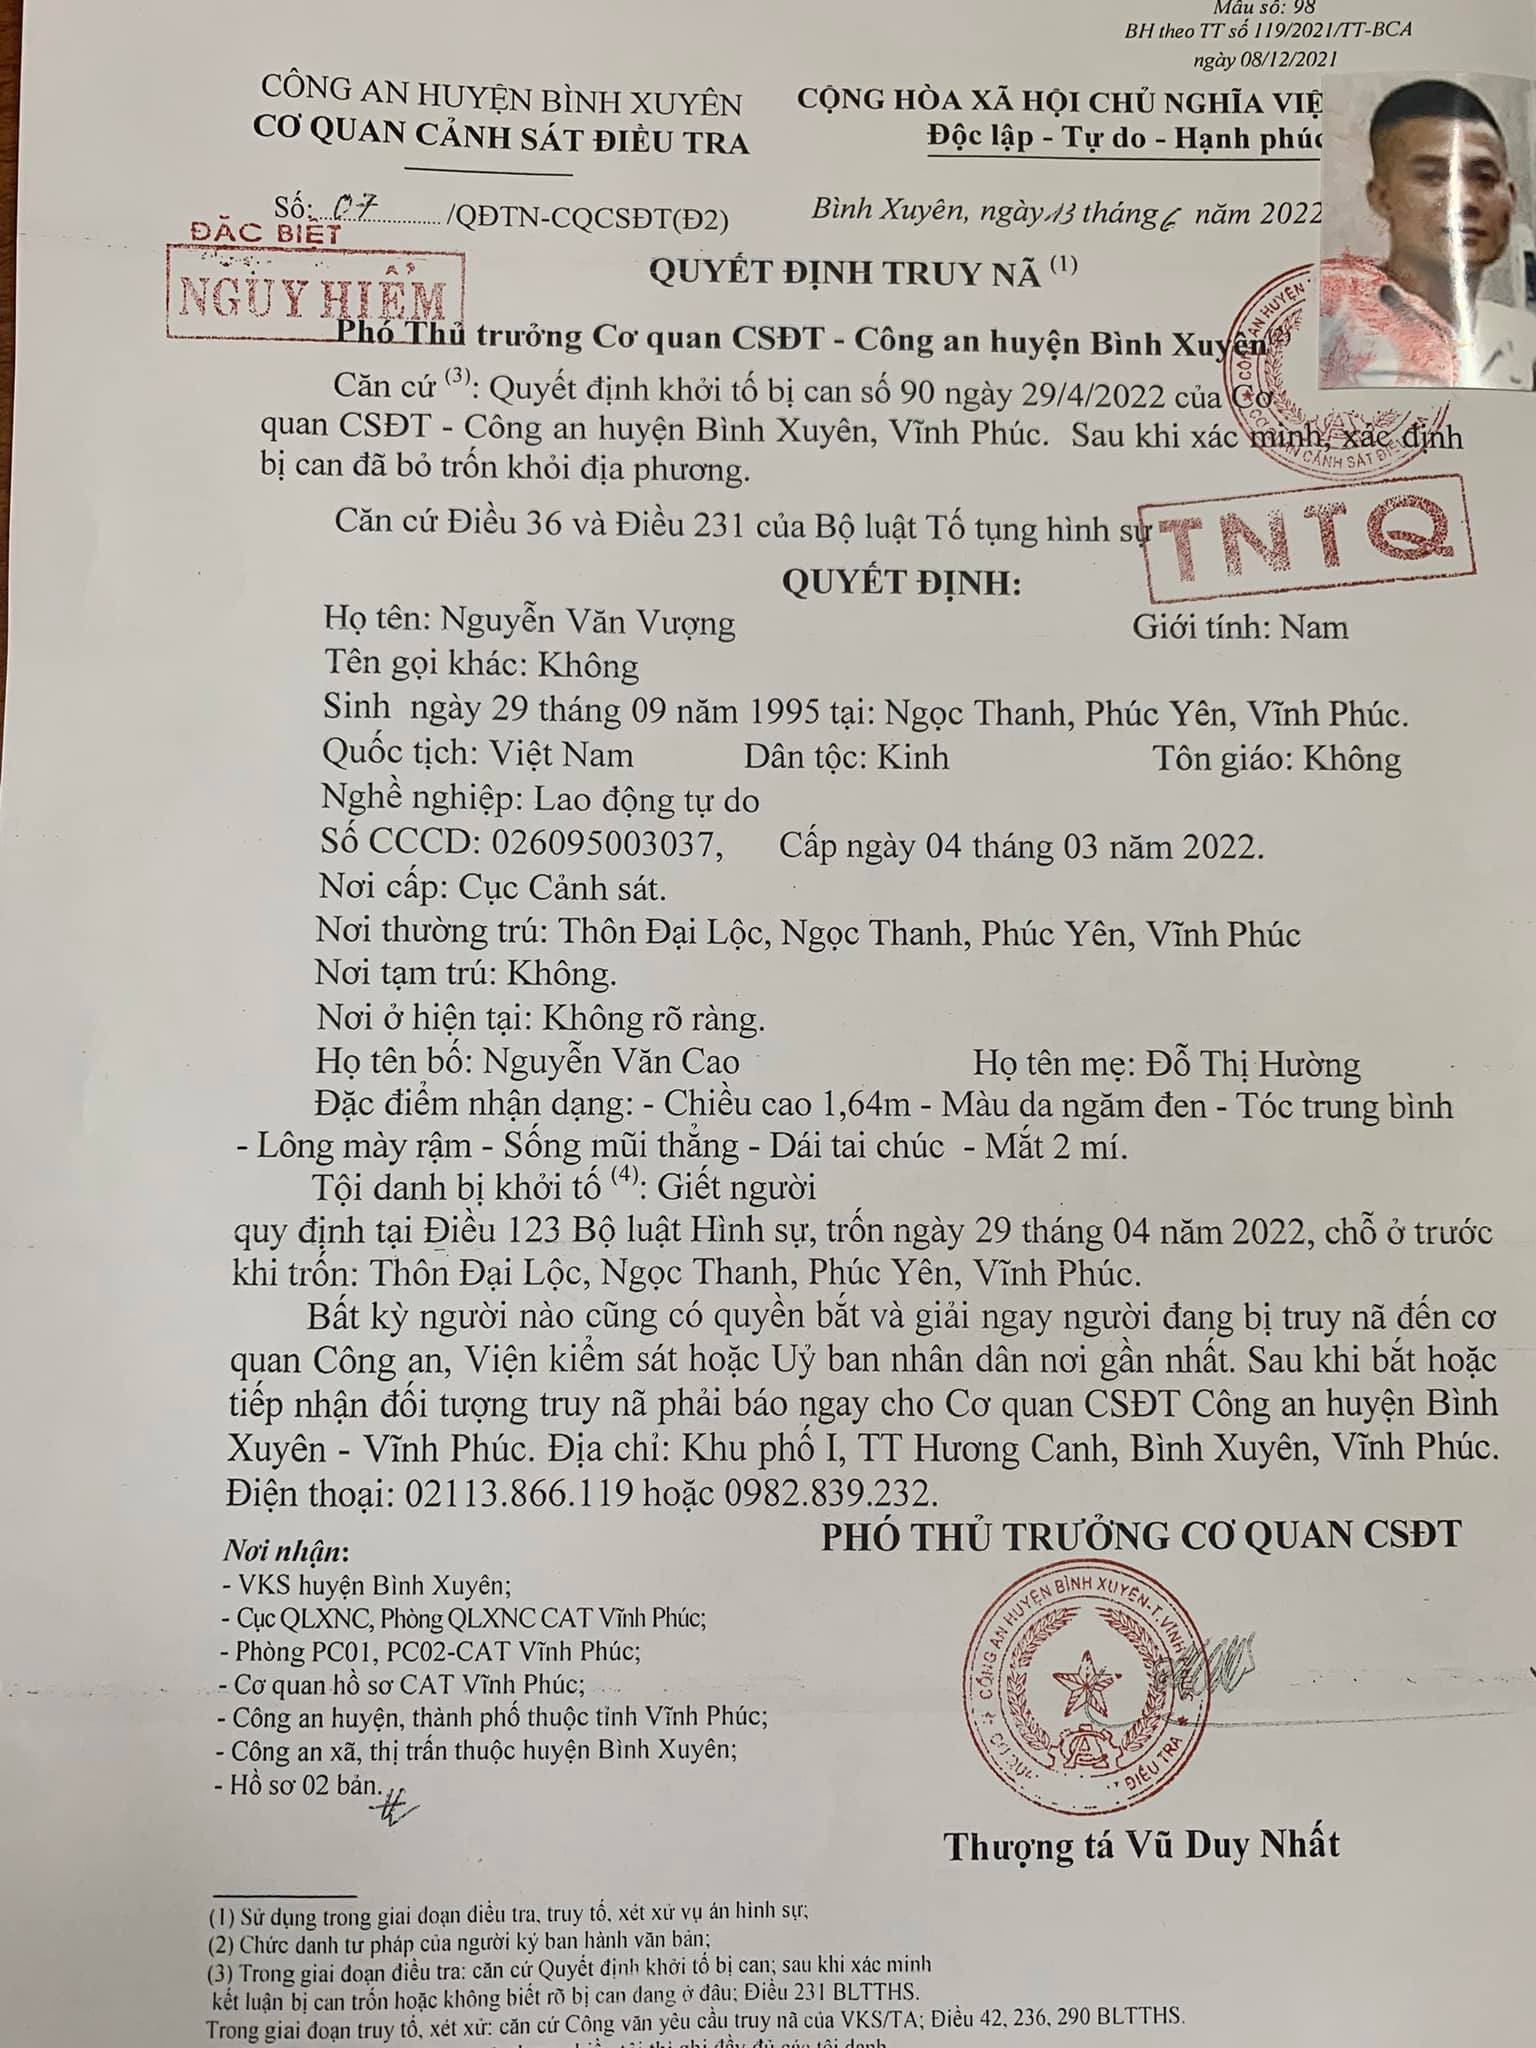 Mẫu số: 98
BH theo TT số 119/2021/TT-BCA
ngày 08/12/2021
CÔNG AN HUYỆN BÌNH XUYÊN
CƠ QUAN CẢNH SÁT ĐIỀU TRA
CỘNG HÒA XÃ HỘI CHỦ NGHĨA VIỆ
Độc lập - Tự do - Hạnh phúc
Số: 07 /QĐTN-CQCSĐT(Đ2)
Bình Xuyên, ngày 13 tháng 6 năm 2022
ĐẶC BIỆT
NGUY HIỂM
QUYẾT ĐỊNH TRUY NÃ (1)
Phó Thủ trưởng Cơ quan CSĐT - Công an huyện Bình Xuyên(2)
Căn cứ (3): Quyết định khởi tố bị can số 90 ngày 29/4/2022 của Cơ
quan CSĐT - Công an huyện Bình Xuyên, Vĩnh Phúc. Sau khi xác minh, xác định
bị can đã bỏ trốn khỏi địa phương.
Căn cứ Điều 36 và Điều 231 của Bộ luật Tố tụng hình sự
TNTQ
QUYẾT ĐỊNH:
Họ tên: Nguyễn Văn Vượng Giới tính: Nam
Tên gọi khác: Không
Sinh ngày 29 tháng 09 năm 1995 tại: Ngọc Thanh, Phúc Yên, Vĩnh Phúc.
Quốc tịch: Việt Nam Dân tộc: Kinh Tôn giáo: Không
Nghề nghiệp: Lao động tự do
Số CCCD: 026095003037, Cấp ngày 04 tháng 03 năm 2022.
Nơi cấp: Cục Cảnh sát.
Nơi thường trú: Thôn Đại Lộc, Ngọc Thanh, Phúc Yên, Vĩnh Phúc
Nơi tạm trú: Không.
Nơi ở hiện tại: Không rõ ràng.
Họ tên bố: Nguyễn Văn Cao Họ tên mẹ: Đỗ Thị Hường
Đặc điểm nhận dạng: - Chiều cao 1,64m - Màu da ngăm đen - Tóc trung bình
- Lông mày rậm - Sống mũi thẳng - Dái tai chúc - Mắt 2 mí.
Tội danh bị khởi tố (4): Giết người
quy định tại Điều 123 Bộ luật Hình sự, trốn ngày 29 tháng 04 năm 2022, chỗ ở trước
khi trốn: Thôn Đại Lộc, Ngọc Thanh, Phúc Yên, Vĩnh Phúc.
Bất kỳ người nào cũng có quyền bắt và giải ngay người đang bị truy nã đến cơ
quan Công an, Viện kiểm sát hoặc Uỷ ban nhân dân nơi gần nhất. Sau khi bắt hoặc
tiếp nhận đối tượng truy nã phải báo ngay cho Cơ quan CSĐT Công an huyện Bình
Xuyên - Vĩnh Phúc. Địa chỉ: Khu phố I, TT Hương Canh, Bình Xuyên, Vĩnh Phúc.
Điện thoại: 02113.866.119 hoặc 0982.839.232.
PHÓ THỦ TRƯỞNG CƠ QUAN CSĐT
Nơi nhận:
- VKS huyện Bình Xuyên;
- Cục QLXNC, Phòng QLXNC CAT Vĩnh Phúc;
- Phòng PC01, PC02-CAT Vĩnh Phúc;
- Cơ quan hồ sơ CAT Vĩnh Phúc;
- Công an huyện, thành phố thuộc tỉnh Vĩnh Phúc;
- Công an xã, thị trấn thuộc huyện Bình Xuyên;
- Hồ sơ 02 bản.
CÔNG AN HUYỆN BÌNH XUYÊN-T.VĨNH
ĐIỀU TRA
Thượng tá Vũ Duy Nhất
(1) Sử dụng trong giai đoạn điều tra, truy tố, xét xử vụ án hình sự;
(2) Chức danh tư pháp của người ký ban hành văn bản;
(3) Trong giai đoạn điều tra: căn cứ Quyết định khởi tố bị can; sau khi xác minh
kết luận bị can trốn hoặc không biết rõ bị can đang ở đâu; Điều 231 BLTTHS.
Trong giai đoạn truy tố, xét xử: căn cứ Công văn yêu cầu truy nã của VKS/TA; Điều 42, 236, 290 BLTTHS.